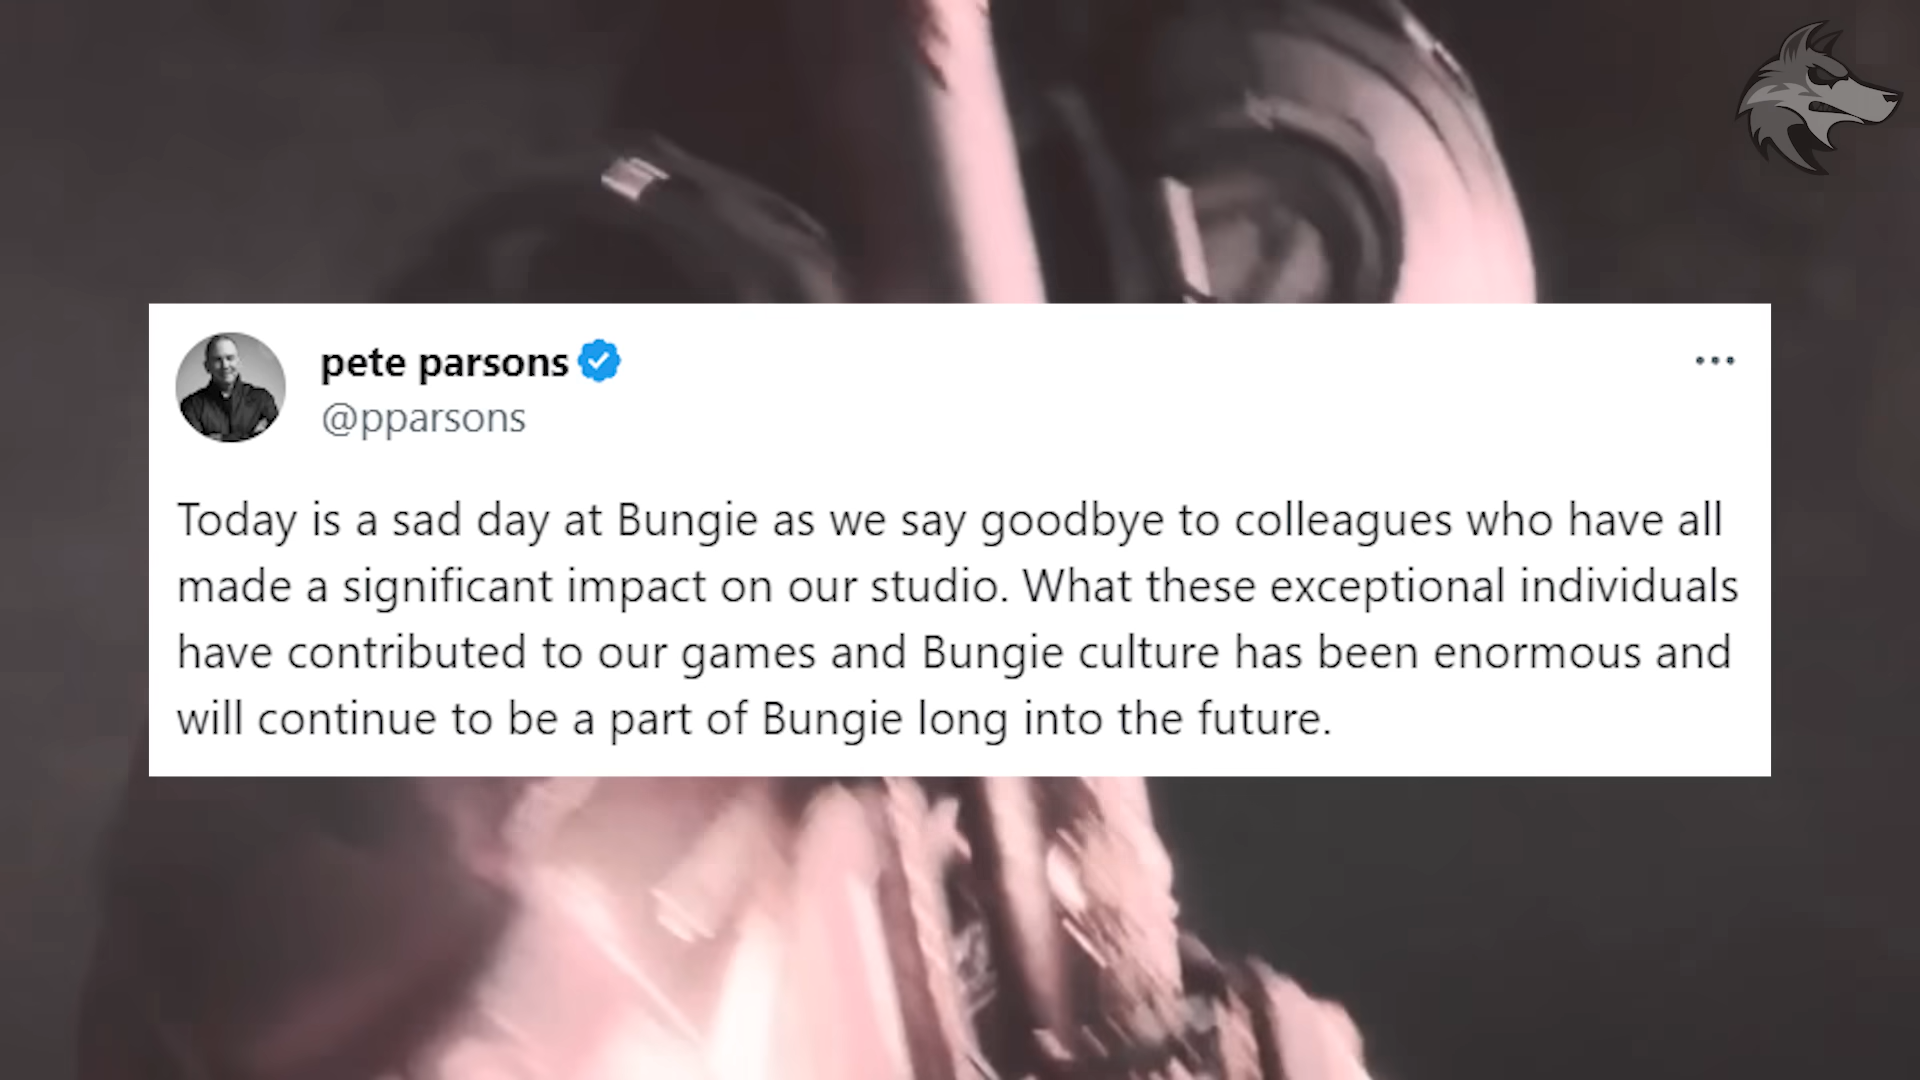 pete parsons
@pparsons
Today is a sad day at Bungie as we say goodbye to colleagues who have all
made a significant impact on our studio. What these exceptional individuals
have contributed to our games and Bungie culture has been enormous and
will continue to be a part of Bungie long into the future.